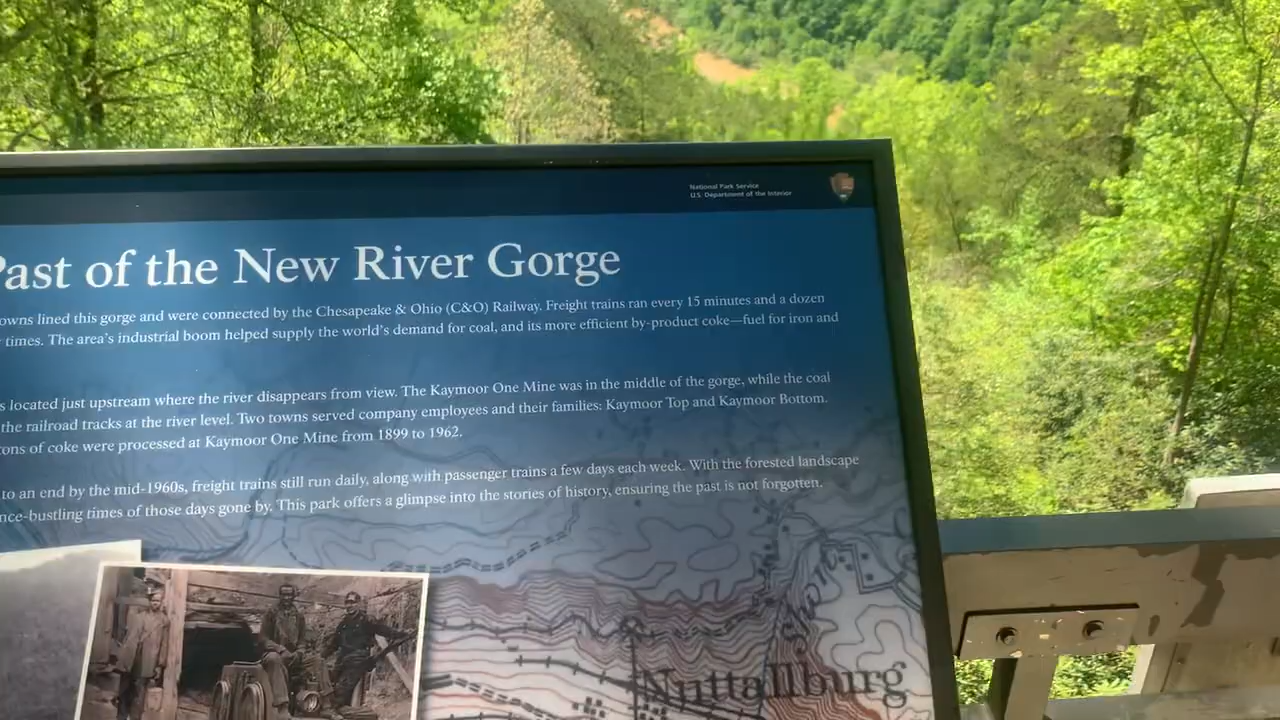 National Park Service
U.S. Department of the Interior
Past of the New River Gorge
owns lined this gorge and were connected by the Chesapeake & Ohio (C&O) Railway. Freight trains ran every 15 minutes and a dozen
times. The area's industrial boom helped supply the world's demand for coal, and its more efficient by-product coke—fuel for iron and
s located just upstream where the river disappears from view. The Kaymoor One Mine was in the middle of the gorge, while the coal
the railroad tracks at the river level. Two towns served company employees and their families: Kaymoor Top and Kaymoor Bottom.
tons of coke were processed at Kaymoor One Mine from 1899 to 1962.
to an end by the mid-1960s, freight trains still run daily, along with passenger trains a few days each week. With the forested landscape
nce-bustling times of those days gone by. This park offers a glimpse into the stories of history, ensuring the past is not forgotten.
Nuttallburg